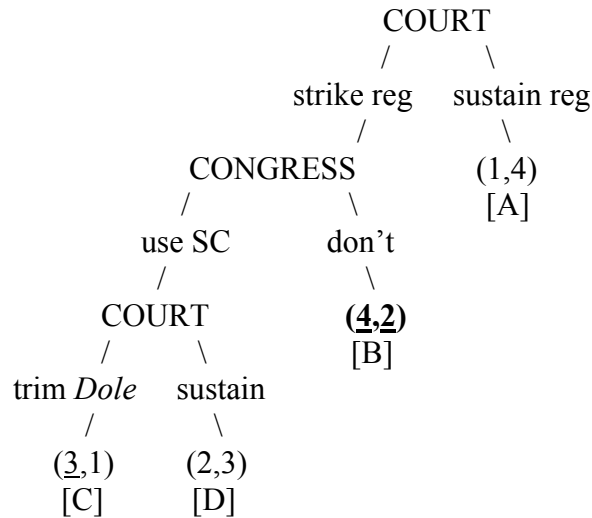 COURT
/ \
strike reg sustain reg
/ \
CONGRESS (1,4)
/ \ [A]
use SC don’t
/ \
COURT (4,2)
/ \ [B]
trim Dole sustain
/ \
(3,1) (2,3)
[C] [D]